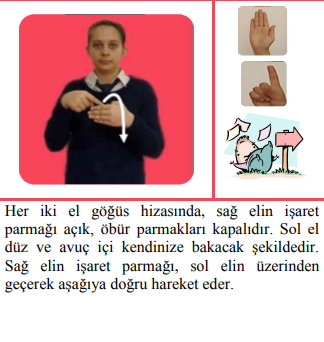 Her iki el göğüs hizasında, sağ elin işaret
parmağı açık, öbür parmakları kapalıdır. Sol el
düz ve avuç içi kendinize bakacak şekildedir.
Sağ elin işaret parmağı, sol elin üzerinden
geçerek aşağıya doğru hareket eder.